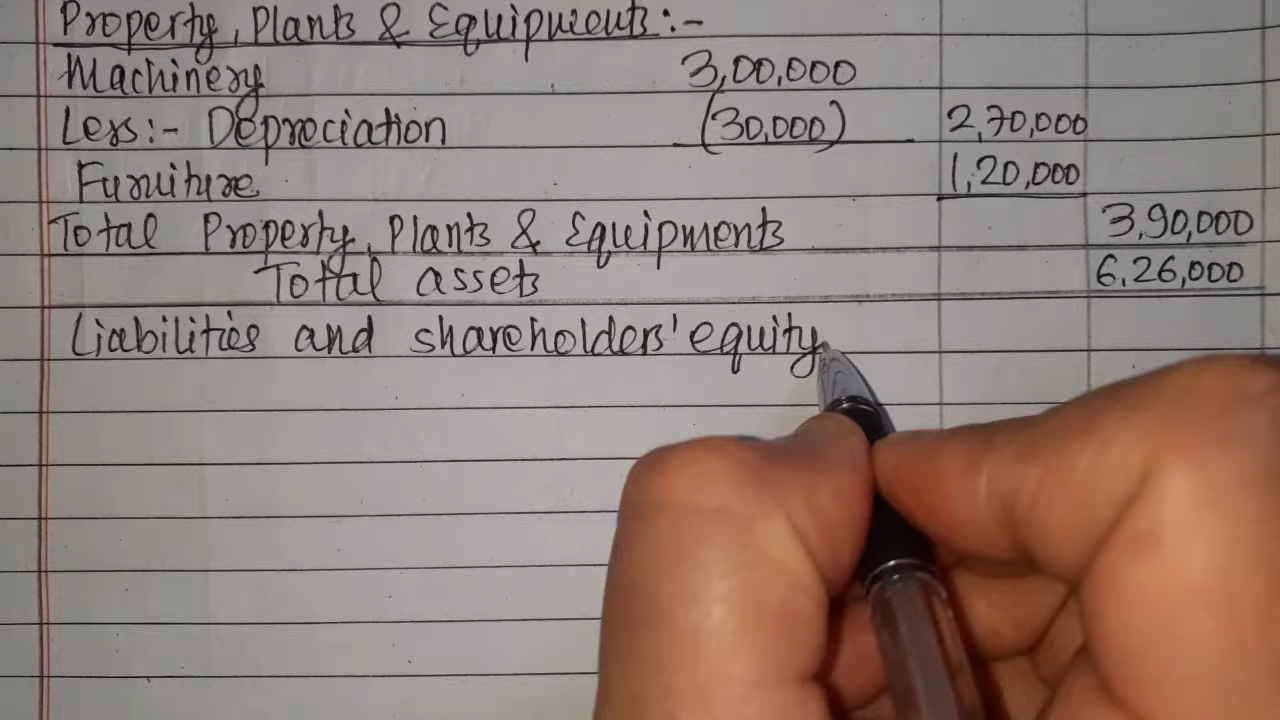 Property, Plants & Equipments:-
Machinery 3,00,000
Less:- Depreciation (30,000) 2,70,000
Furniture 1,20,000
Total Property, Plants & Equipments 3,90,000
Total assets 6,26,000
Liabilities and shareholders' equity